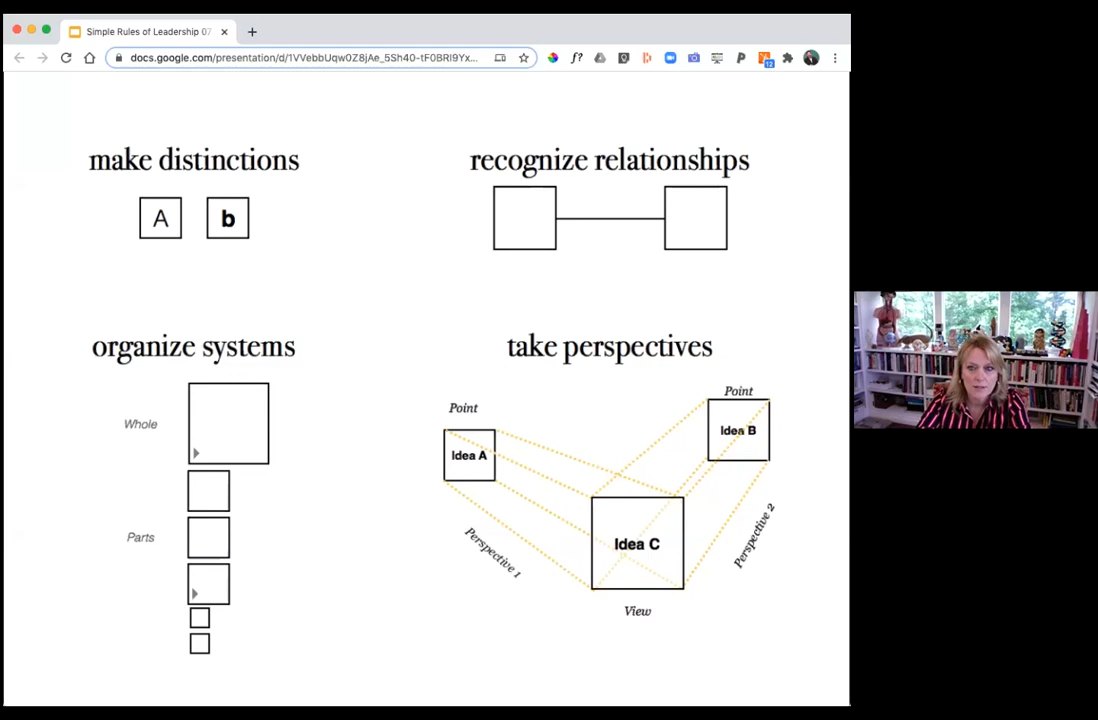 Simple Rules of Leadership 07
docs.google.com/presentation/d/1VVebbUqw0Z8jAe_5Sh40-tF0BRI9Yx...
f?
12
make distinctions
A b
recognize relationships
organize systems
Whole
Parts
take perspectives
Point
Point
Idea A
Idea B
Idea C
Perspective 1
Perspective 2
View